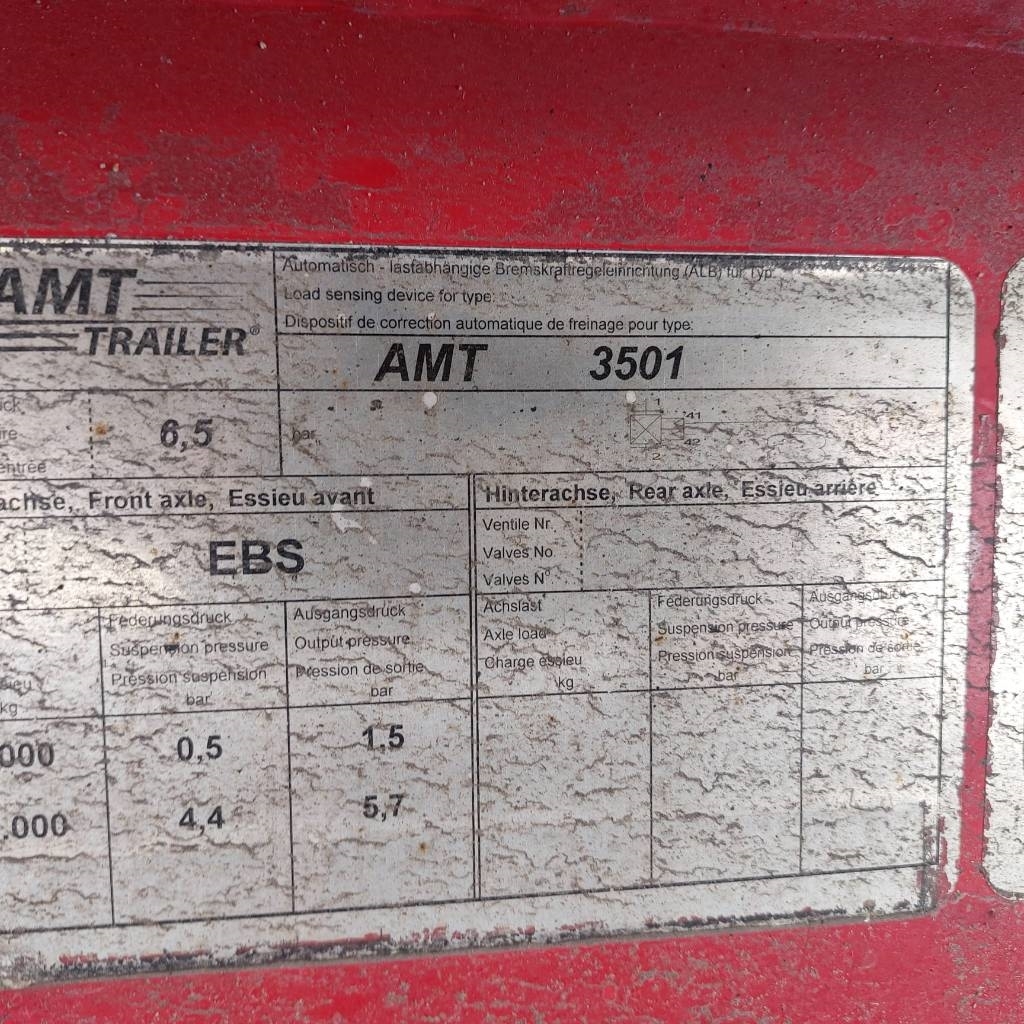 AMT
TRAILER®
Automatisch - lastabhängige Bremskraftregeleinrichtung (ALB) für Typ:
Load sensing device for type:
Dispositif de correction automatique de freinage pour type:
AMT 3501
6,5 bar
1
41
42
2
achse, Front axle, Essieu avant
Hinterachse, Rear axle, Essieu arriére
EBS
Ventile Nr.
Valves No.
Valves N°
Federungsdruck
Suspension pressure
Pression suspension
bar
Ausgangsdruck
Output pressure
Pression de sortie
bar
Achslast
Axle load
Charge essieu
kg
Federungsdruck
Suspension pressure
Pression suspension
bar
Ausgangsdruck
Output pressure
Pression de sortie
bar
kg
000 0,5 1,5
.000 4,4 5,7